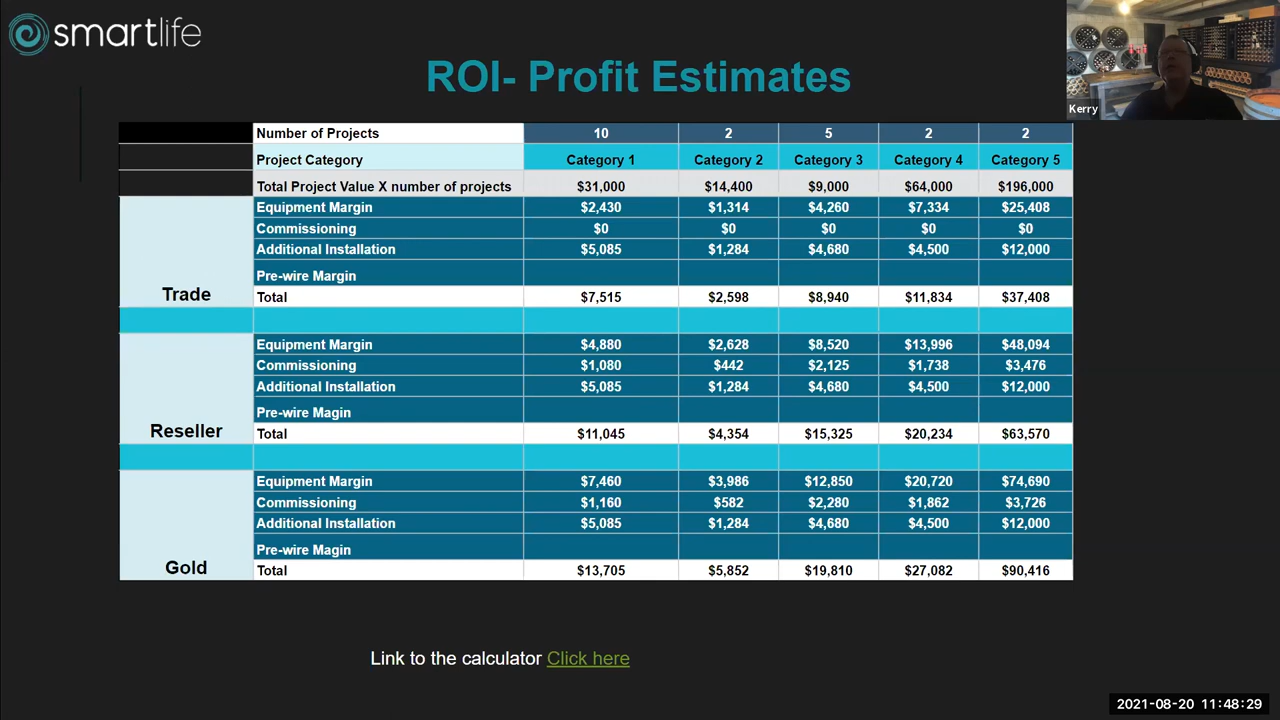 smartlife
ROI- Profit Estimates
Kerry
Number of Projects 10 2 5 2 2
Project Category Category 1 Category 2 Category 3 Category 4 Category 5
Total Project Value X number of projects $31,000 $14,400 $9,000 $64,000 $196,000
Equipment Margin $2,430 $1,314 $4,260 $7,334 $25,408
Commissioning $0 $0 $0 $0 $0
Additional Installation $5,085 $1,284 $4,680 $4,500 $12,000
Pre-wire Margin
Trade Total $7,515 $2,598 $8,940 $11,834 $37,408
Equipment Margin $4,880 $2,628 $8,520 $13,996 $48,094
Commissioning $1,080 $442 $2,125 $1,738 $3,476
Additional Installation $5,085 $1,284 $4,680 $4,500 $12,000
Pre-wire Magin
Reseller Total $11,045 $4,354 $15,325 $20,234 $63,570
Equipment Margin $7,460 $3,986 $12,850 $20,720 $74,690
Commissioning $1,160 $582 $2,280 $1,862 $3,726
Additional Installation $5,085 $1,284 $4,680 $4,500 $12,000
Pre-wire Magin
Gold Total $13,705 $5,852 $19,810 $27,082 $90,416
Link to the calculator Click here
2021-08-20 11:48:29